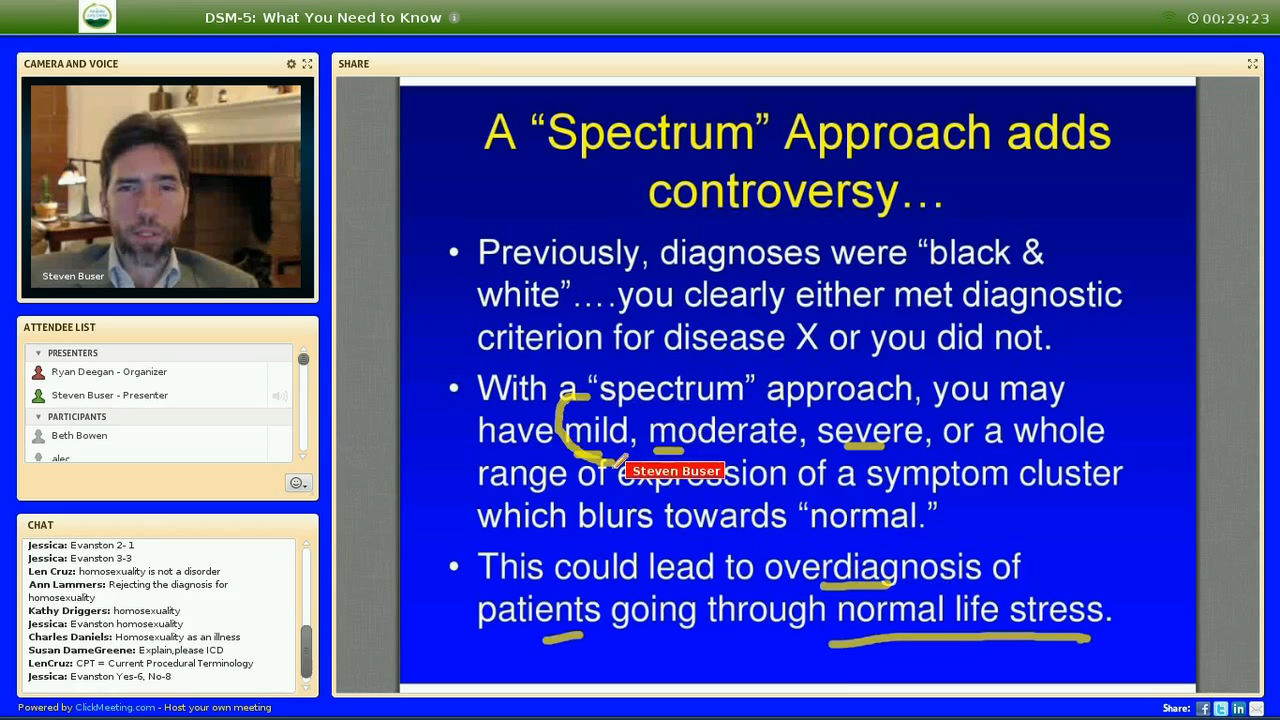 DSM-5: What You Need to Know
00:29:23
CAMERA AND VOICE
Steven Buser
ATTENDEE LIST
PRESENTERS
Ryan Deegan - Organizer
Steven Buser - Presenter
PARTICIPANTS
Beth Bowen
alec
CHAT
Jessica: Evanston 2- 1
Jessica: Evanston 3-3
Len Cruz: homosexuality is not a disorder
Ann Lammers: Rejecting the diagnosis for
homosexuality
Kathy Driggers: homosexuality
Jessica: Evanston homosexuality
Charles Daniels: Homosexuality as an illness
Susan DameGreene: Explain,please ICD
LenCruz: CPT = Current Procedural Terminology
Jessica: Evanston Yes-6, No-8
SHARE
A “Spectrum” Approach adds
controversy…
• Previously, diagnoses were “black &
white”….you clearly either met diagnostic
criterion for disease X or you did not.
• With a “spectrum” approach, you may
have mild, moderate, severe, or a whole
Steven Buser
range of expression of a symptom cluster
which blurs towards “normal.”
• This could lead to overdiagnosis of
patients going through normal life stress.
Powered by ClickMeeting.com - Host your own meeting
Share: